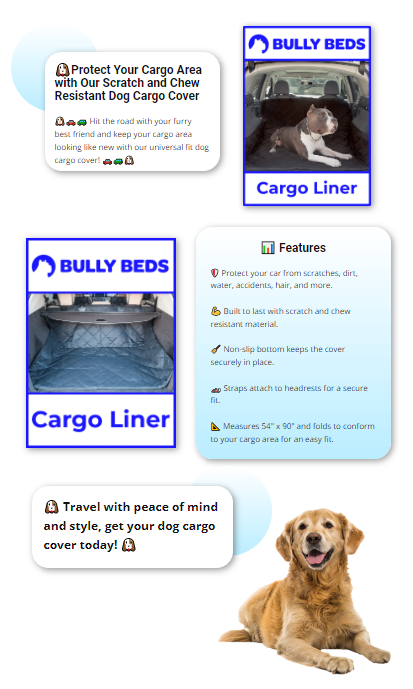 BULLY BEDS
🐶Protect Your Cargo Area
with Our Scratch and Chew
Resistant Dog Cargo Cover
🐶🚗🚙 Hit the road with your furry
best friend and keep your cargo area
looking like new with our universal fit dog
cargo cover! 🚗🚙🐶
Cargo Liner
BULLY BEDS
Cargo Liner
📊 Features
🛡️ Protect your car from scratches, dirt,
water, accidents, hair, and more.
💪 Built to last with scratch and chew
resistant material.
🧹 Non-slip bottom keeps the cover
securely in place.
Straps attach to headrests for a secure
fit.
📐 Measures 54" x 90" and folds to conform
to your cargo area for an easy fit.
🐶 Travel with peace of mind
and style, get your dog cargo
cover today! 🐶